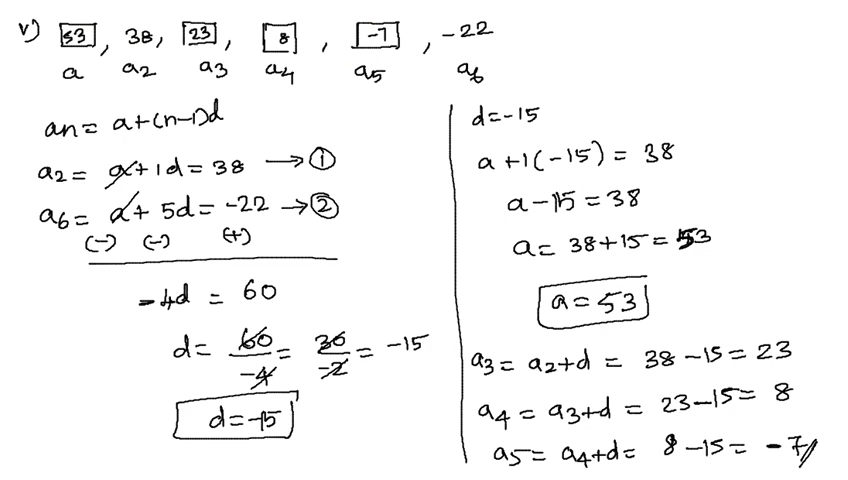 v) 53, 38, 23, 8, -7, -22
a a2 a3 a4 a5 a6
an = a+(n-1)d
a2 = a+1d = 38 → ①
a6 = a+5d = -22 → ②
(-) (-) (+)
-4d = 60
d = 60/-4 = 30/-2 = -15
d = -15
d = -15
a+1(-15) = 38
a-15 = 38
a = 38+15 = 53
a = 53
a3 = a2+d = 38-15 = 23
a4 = a3+d = 23-15 = 8
a5 = a4+d = 8-15 = -7//